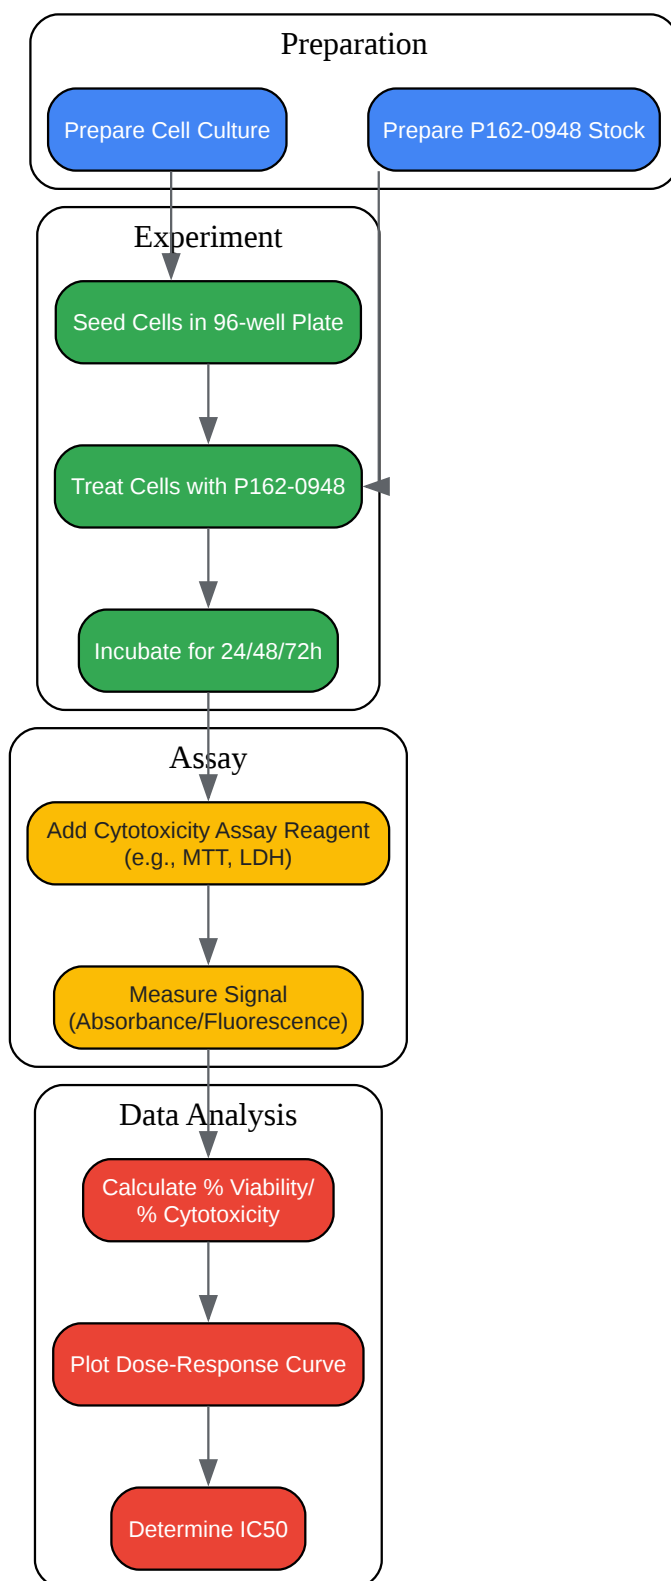 Preparation
Prepare Cell Culture
Prepare P162-0948 Stock
Experiment
Seed Cells in 96-well Plate
Treat Cells with P162-0948
Incubate for 24/48/72h
Assay
Add Cytotoxicity Assay Reagent
(e.g., MTT, LDH)
Measure Signal
(Absorbance/Fluorescence)
Data Analysis
Calculate % Viability/
% Cytotoxicity
Plot Dose-Response Curve
Determine IC50